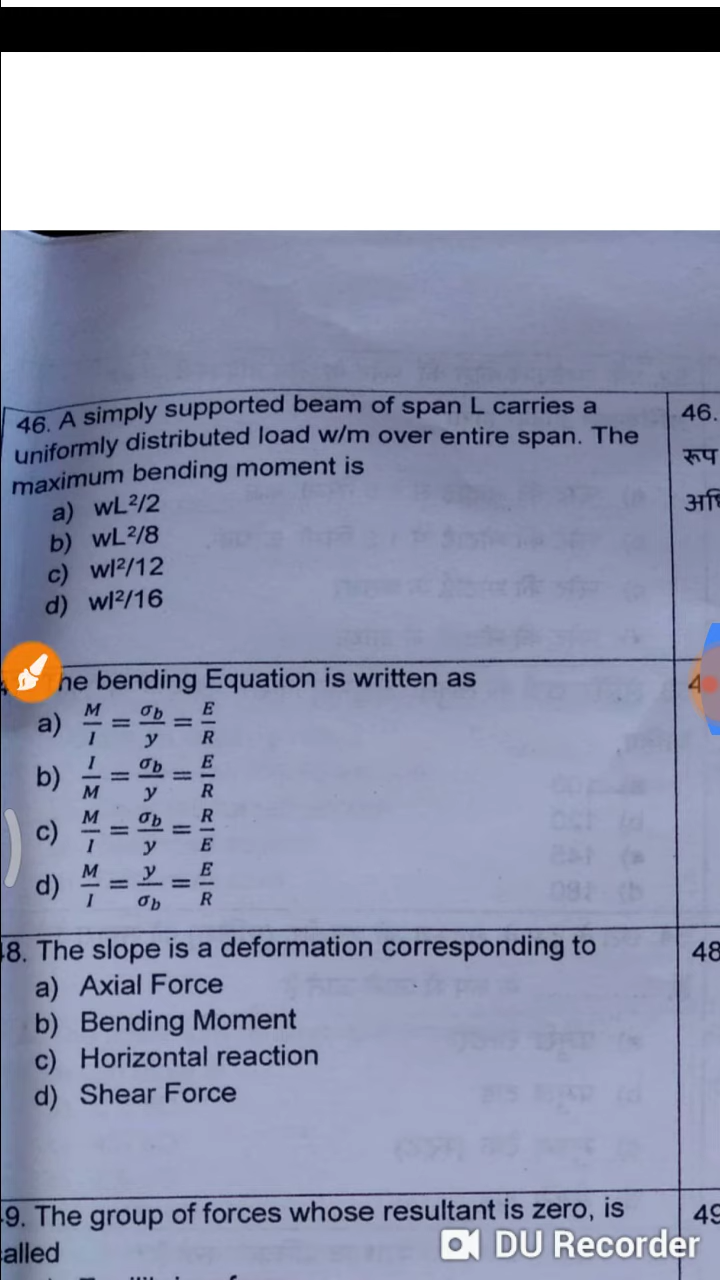 46. A simply supported beam of span L carries a
uniformly distributed load w/m over entire span. The
maximum bending moment is
a) wL²/2
b) wL²/8
c) wl²/12
d) wl²/16
he bending Equation is written as
a) M/I = σb/y = E/R
b) I/M = σb/y = E/R
c) M/I = σb/y = R/E
d) M/I = y/σb = E/R
8. The slope is a deformation corresponding to
a) Axial Force
b) Bending Moment
c) Horizontal reaction
d) Shear Force
9. The group of forces whose resultant is zero, is
alled
46.
रूप
अधि
4
48
49
DU Recorder